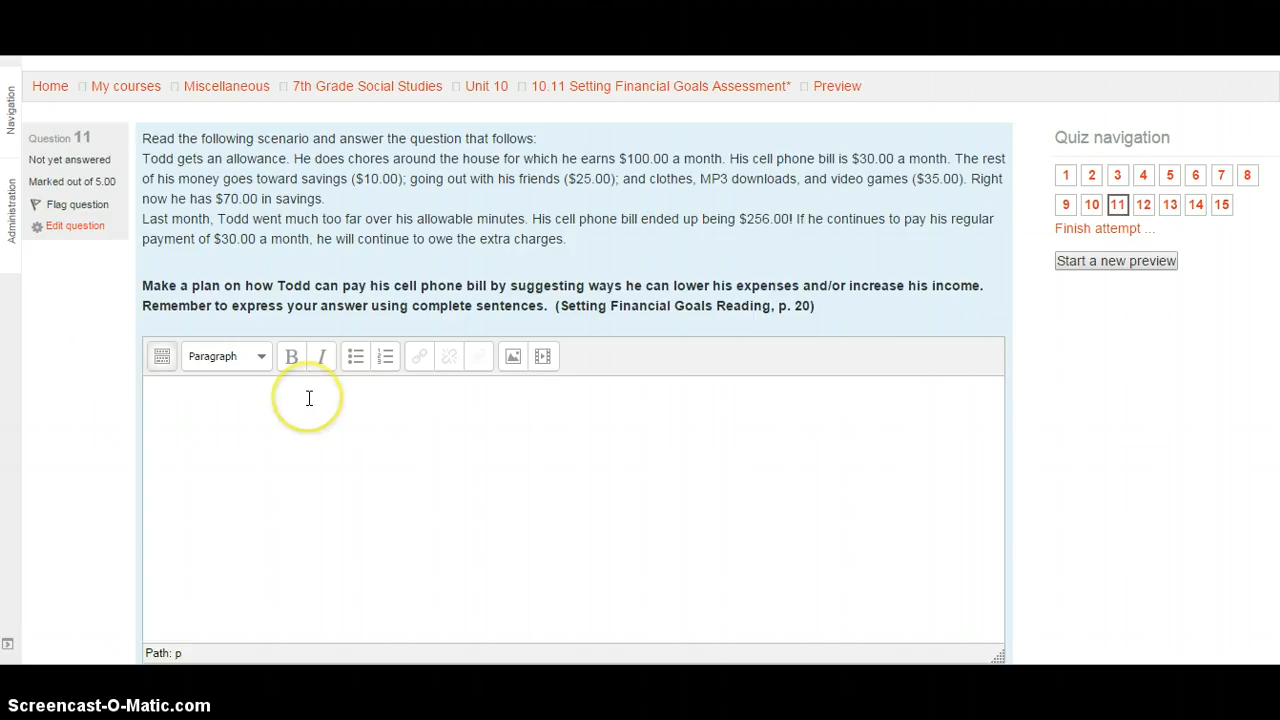 Home My courses Miscellaneous 7th Grade Social Studies Unit 10 10.11 Setting Financial Goals Assessment* Preview
Navigation
Administration
Question 11
Not yet answered
Marked out of 5.00
Flag question
Edit question
Read the following scenario and answer the question that follows:
Todd gets an allowance. He does chores around the house for which he earns $100.00 a month. His cell phone bill is $30.00 a month. The rest
of his money goes toward savings ($10.00); going out with his friends ($25.00); and clothes, MP3 downloads, and video games ($35.00). Right
now he has $70.00 in savings.
Last month, Todd went much too far over his allowable minutes. His cell phone bill ended up being $256.00! If he continues to pay his regular
payment of $30.00 a month, he will continue to owe the extra charges.
Make a plan on how Todd can pay his cell phone bill by suggesting ways he can lower his expenses and/or increase his income.
Remember to express your answer using complete sentences. (Setting Financial Goals Reading, p. 20)
Paragraph B I
Path: p
Quiz navigation
1 2 3 4 5 6 7 8
9 10 11 12 13 14 15
Finish attempt ...
Start a new preview
Screencast-O-Matic.com